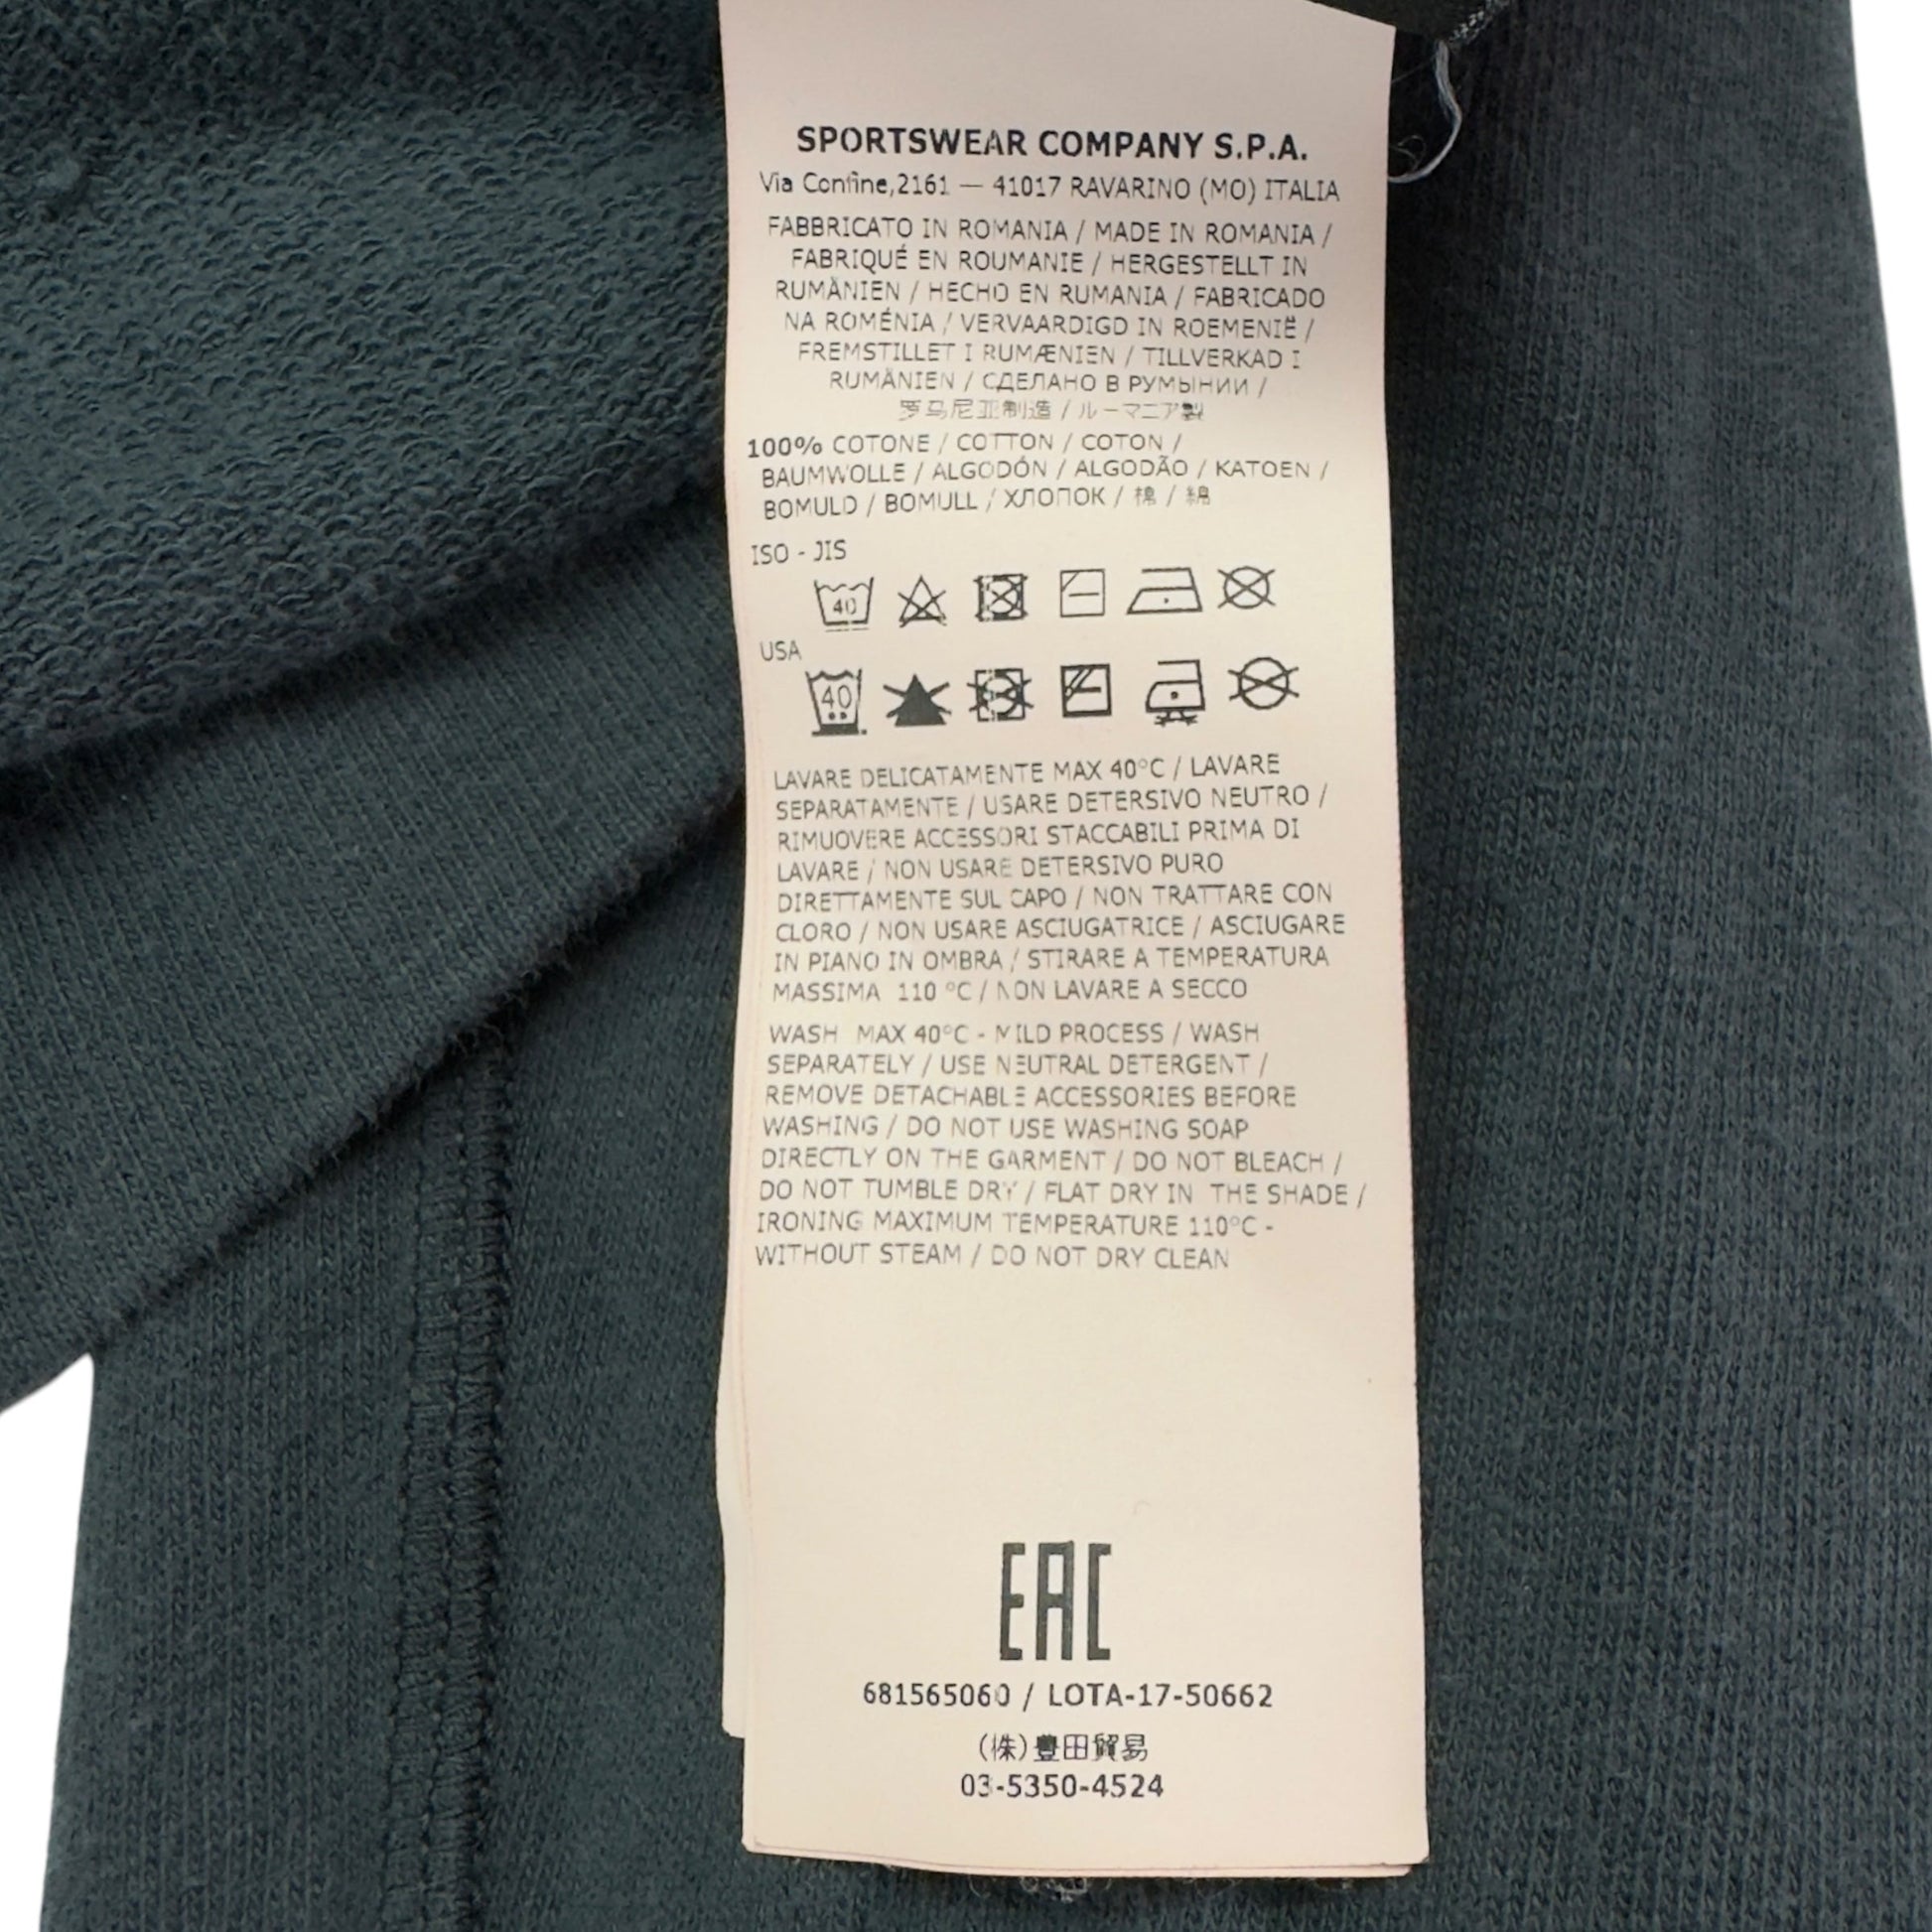 SPORTSWEAR COMPANY S.P.A.
Via Confine,2161 — 41017 RAVARINO (MO) ITALIA
FABBRICATO IN ROMANIA / MADE IN ROMANIA /
FABRIQUÉ EN ROUMANIE / HERGESTELLT IN
RUMÄNIEN / HECHO EN RUMANIA / FABRICADO
NA ROMÉNIA / VERVAARDIGD IN ROEMENIË /
FREMSTILLET I RUMÆNIEN / TILLVERKAD I
RUMÄNIEN / СДЕЛАНО В РУМЫНИИ /
罗马尼亚制造 / ルーマニア製
100% COTONE / COTTON / COTON /
BAUMWOLLE / ALGODÓN / ALGODÃO / KATOEN /
BOMULD / BOMULL / ХЛОПОК / 棉 / 綿
ISO - JIS
40
USA
40
LAVARE DELICATAMENTE MAX 40°C / LAVARE
SEPARATAMENTE / USARE DETERSIVO NEUTRO /
RIMUOVERE ACCESSORI STACCABILI PRIMA DI
LAVARE / NON USARE DETERSIVO PURO
DIRETTAMENTE SUL CAPO / NON TRATTARE CON
CLORO / NON USARE ASCIUGATRICE / ASCIUGARE
IN PIANO IN OMBRA / STIRARE A TEMPERATURA
MASSIMA 110 °C / NON LAVARE A SECCO
WASH MAX 40°C - MILD PROCESS / WASH
SEPARATELY / USE NEUTRAL DETERGENT /
REMOVE DETACHABLE ACCESSORIES BEFORE
WASHING / DO NOT USE WASHING SOAP
DIRECTLY ON THE GARMENT / DO NOT BLEACH /
DO NOT TUMBLE DRY / FLAT DRY IN THE SHADE /
IRONING MAXIMUM TEMPERATURE 110°C -
WITHOUT STEAM / DO NOT DRY CLEAN
EAC
681565060 / LOTA-17-50662
(株)豊田貿易
03-5350-4524